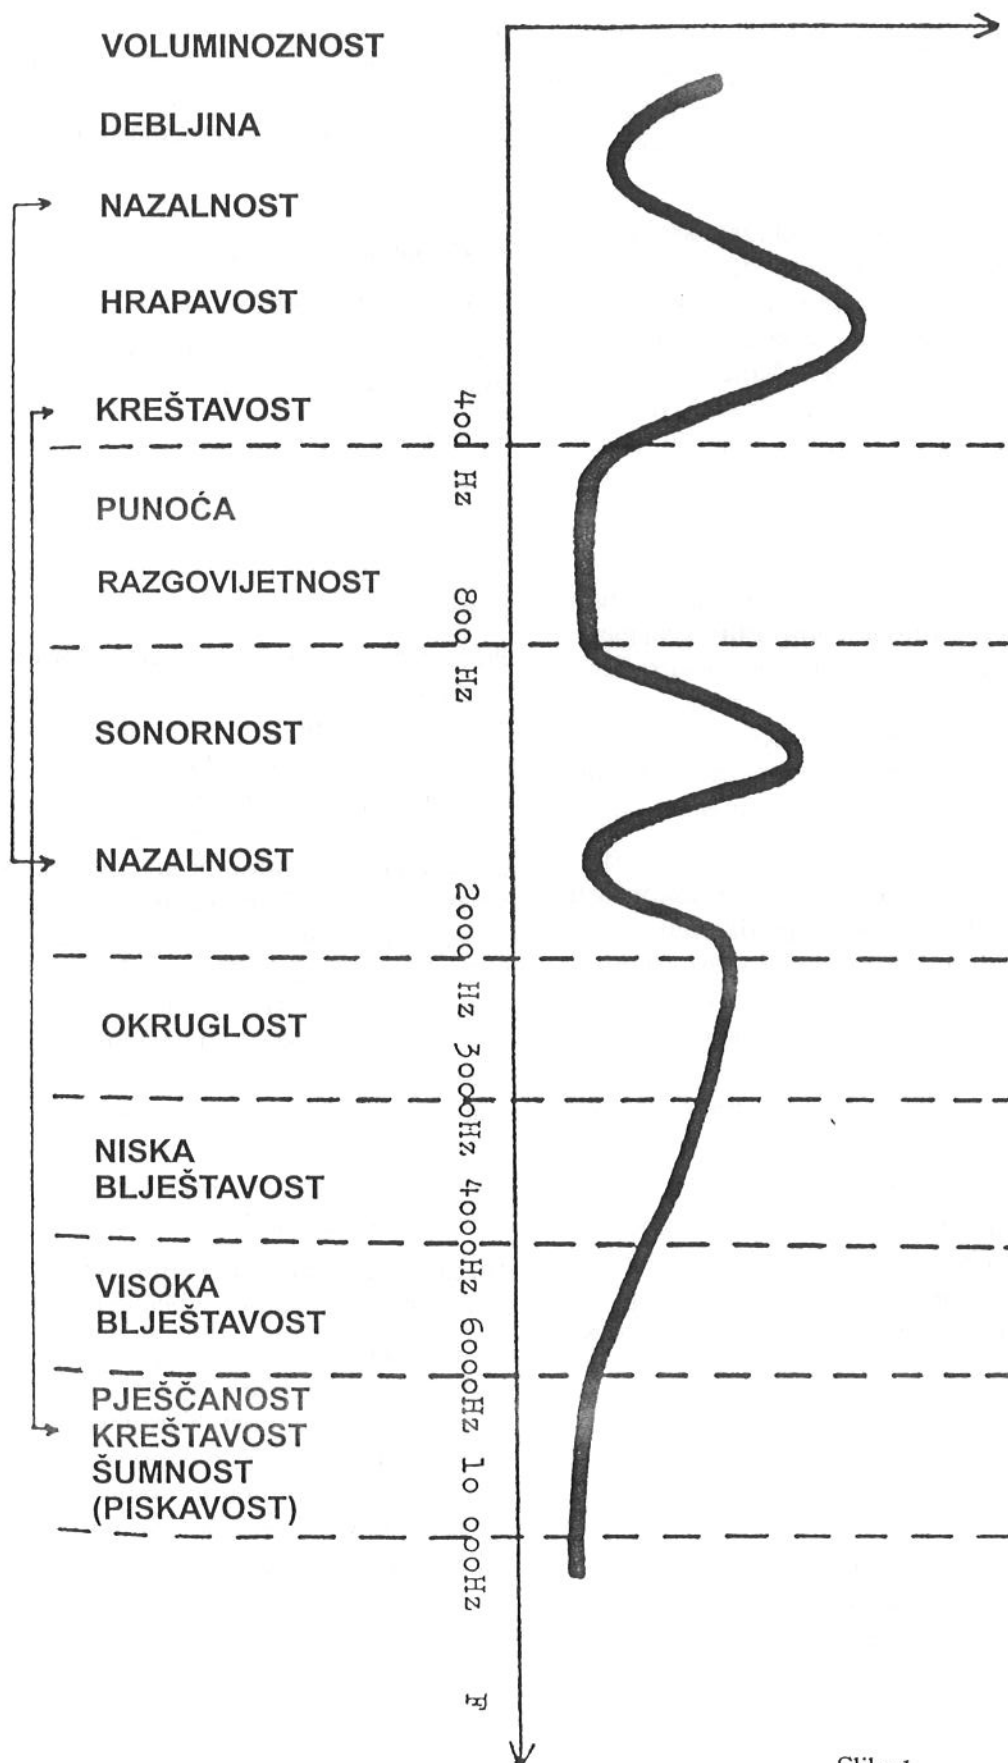 VOLUMINOZNOST
DEBLJINA
NAZALNOST
HRAPAVOST
KREŠTAVOST
400 Hz
PUNOĆA
RAZGOVIJETNOST
800 Hz
SONORNOST
NAZALNOST
2000 Hz
OKRUGLOST
3000Hz
NISKA
BLJEŠTAVOST
4000Hz
VISOKA
BLJEŠTAVOST
6000Hz
PJEŠČANOST
KREŠTAVOST
ŠUMNOST
(PISKAVOST)
10 000Hz
F